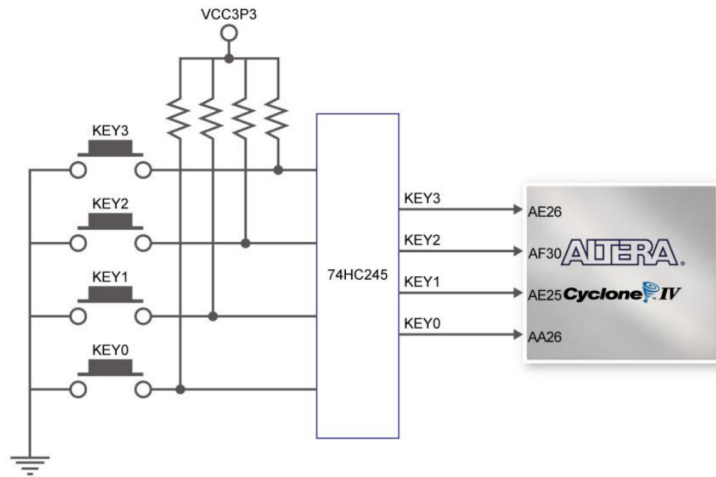 VCC3P3
KEY3
KEY2
KEY1
KEY0
74HC245
KEY3
KEY2
KEY1
KEY0
AE26
AF30
AE25
AA26
ALTERA.
Cyclone IV